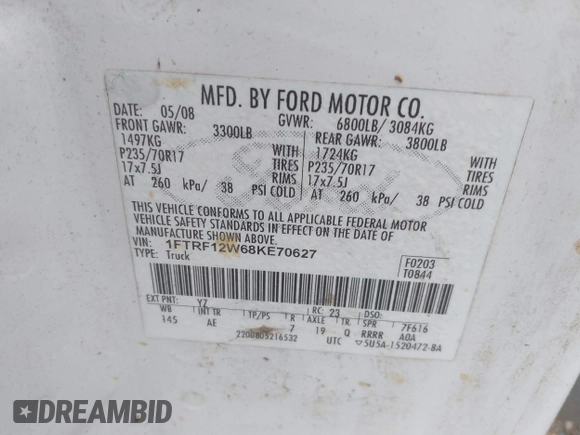 MFD. BY FORD MOTOR CO.
DATE: 05/08 GVWR: 6800LB/ 3084KG
FRONT GAWR: 3300LB REAR GAWR: 3800LB
1497KG WITH 1724KG WITH
P235/70R17 TIRES P235/70R17 TIRES
17x7.5J RIMS 17x7.5J RIMS
AT 260 kPa/ 38 PSI COLD AT 260 kPa/ 38 PSI COLD
THIS VEHICLE CONFORMS TO ALL APPLICABLE FEDERAL MOTOR
VEHICLE SAFETY STANDARDS IN EFFECT ON THE DATE OF
MANUFACTURE SHOWN ABOVE.
VIN: 1FTRF12W68KE70627 F0203
TYPE: Truck T0844
EXT PNT: YZ RC: 23 DSO:
WB INT TR TP/PS R AXLE TR SPR 7F616
145 AE 7 19 Q RRRR AOA
2200805216532 UTC ▽5U5A-1520472-BA
Ford
DREAMBID